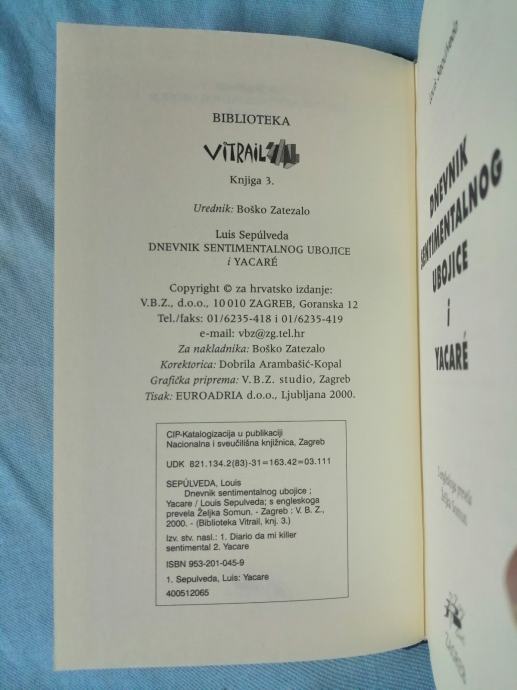 BIBLIOTEKA
VITRAIL
Knjiga 3.
Urednik: Boško Zatezalo
Luis Sepúlveda
DNEVNIK SENTIMENTALNOG UBOJICE
i YACARÉ
Copyright © za hrvatsko izdanje:
V.B.Z., d.o.o., 10 010 ZAGREB, Goranska 12
Tel./faks: 01/6235-418 i 01/6235-419
e-mail: vbz@zg.tel.hr
Za nakladnika: Boško Zatezalo
Korektorica: Dobrila Arambašić-Kopal
Grafička priprema: V.B.Z. studio, Zagreb
Tisak: EUROADRIA d.o.o., Ljubljana 2000.
CIP-Katalogizacija u publikaciji
Nacionalna i sveučilišna knjižnica, Zagreb
UDK 821.134.2(83)-31=163.42=03.111
SEPÚLVEDA, Louis
Dnevnik sentimentalnog ubojice ;
Yacare / Louis Sepulveda; s engleskoga
prevela Željka Somun. - Zagreb : V. B. Z.,
2000. - (Biblioteka Vitrail, knj. 3.)
Izv. stv. nasl.: 1. Diario da mi killer
sentimental 2. Yacare
ISBN 953-201-045-9
1. Sepulveda, Luis: Yacare
400512065
DNEVNIK
SENTIMENTALNOG
UBOJICE
i
YACARÉ